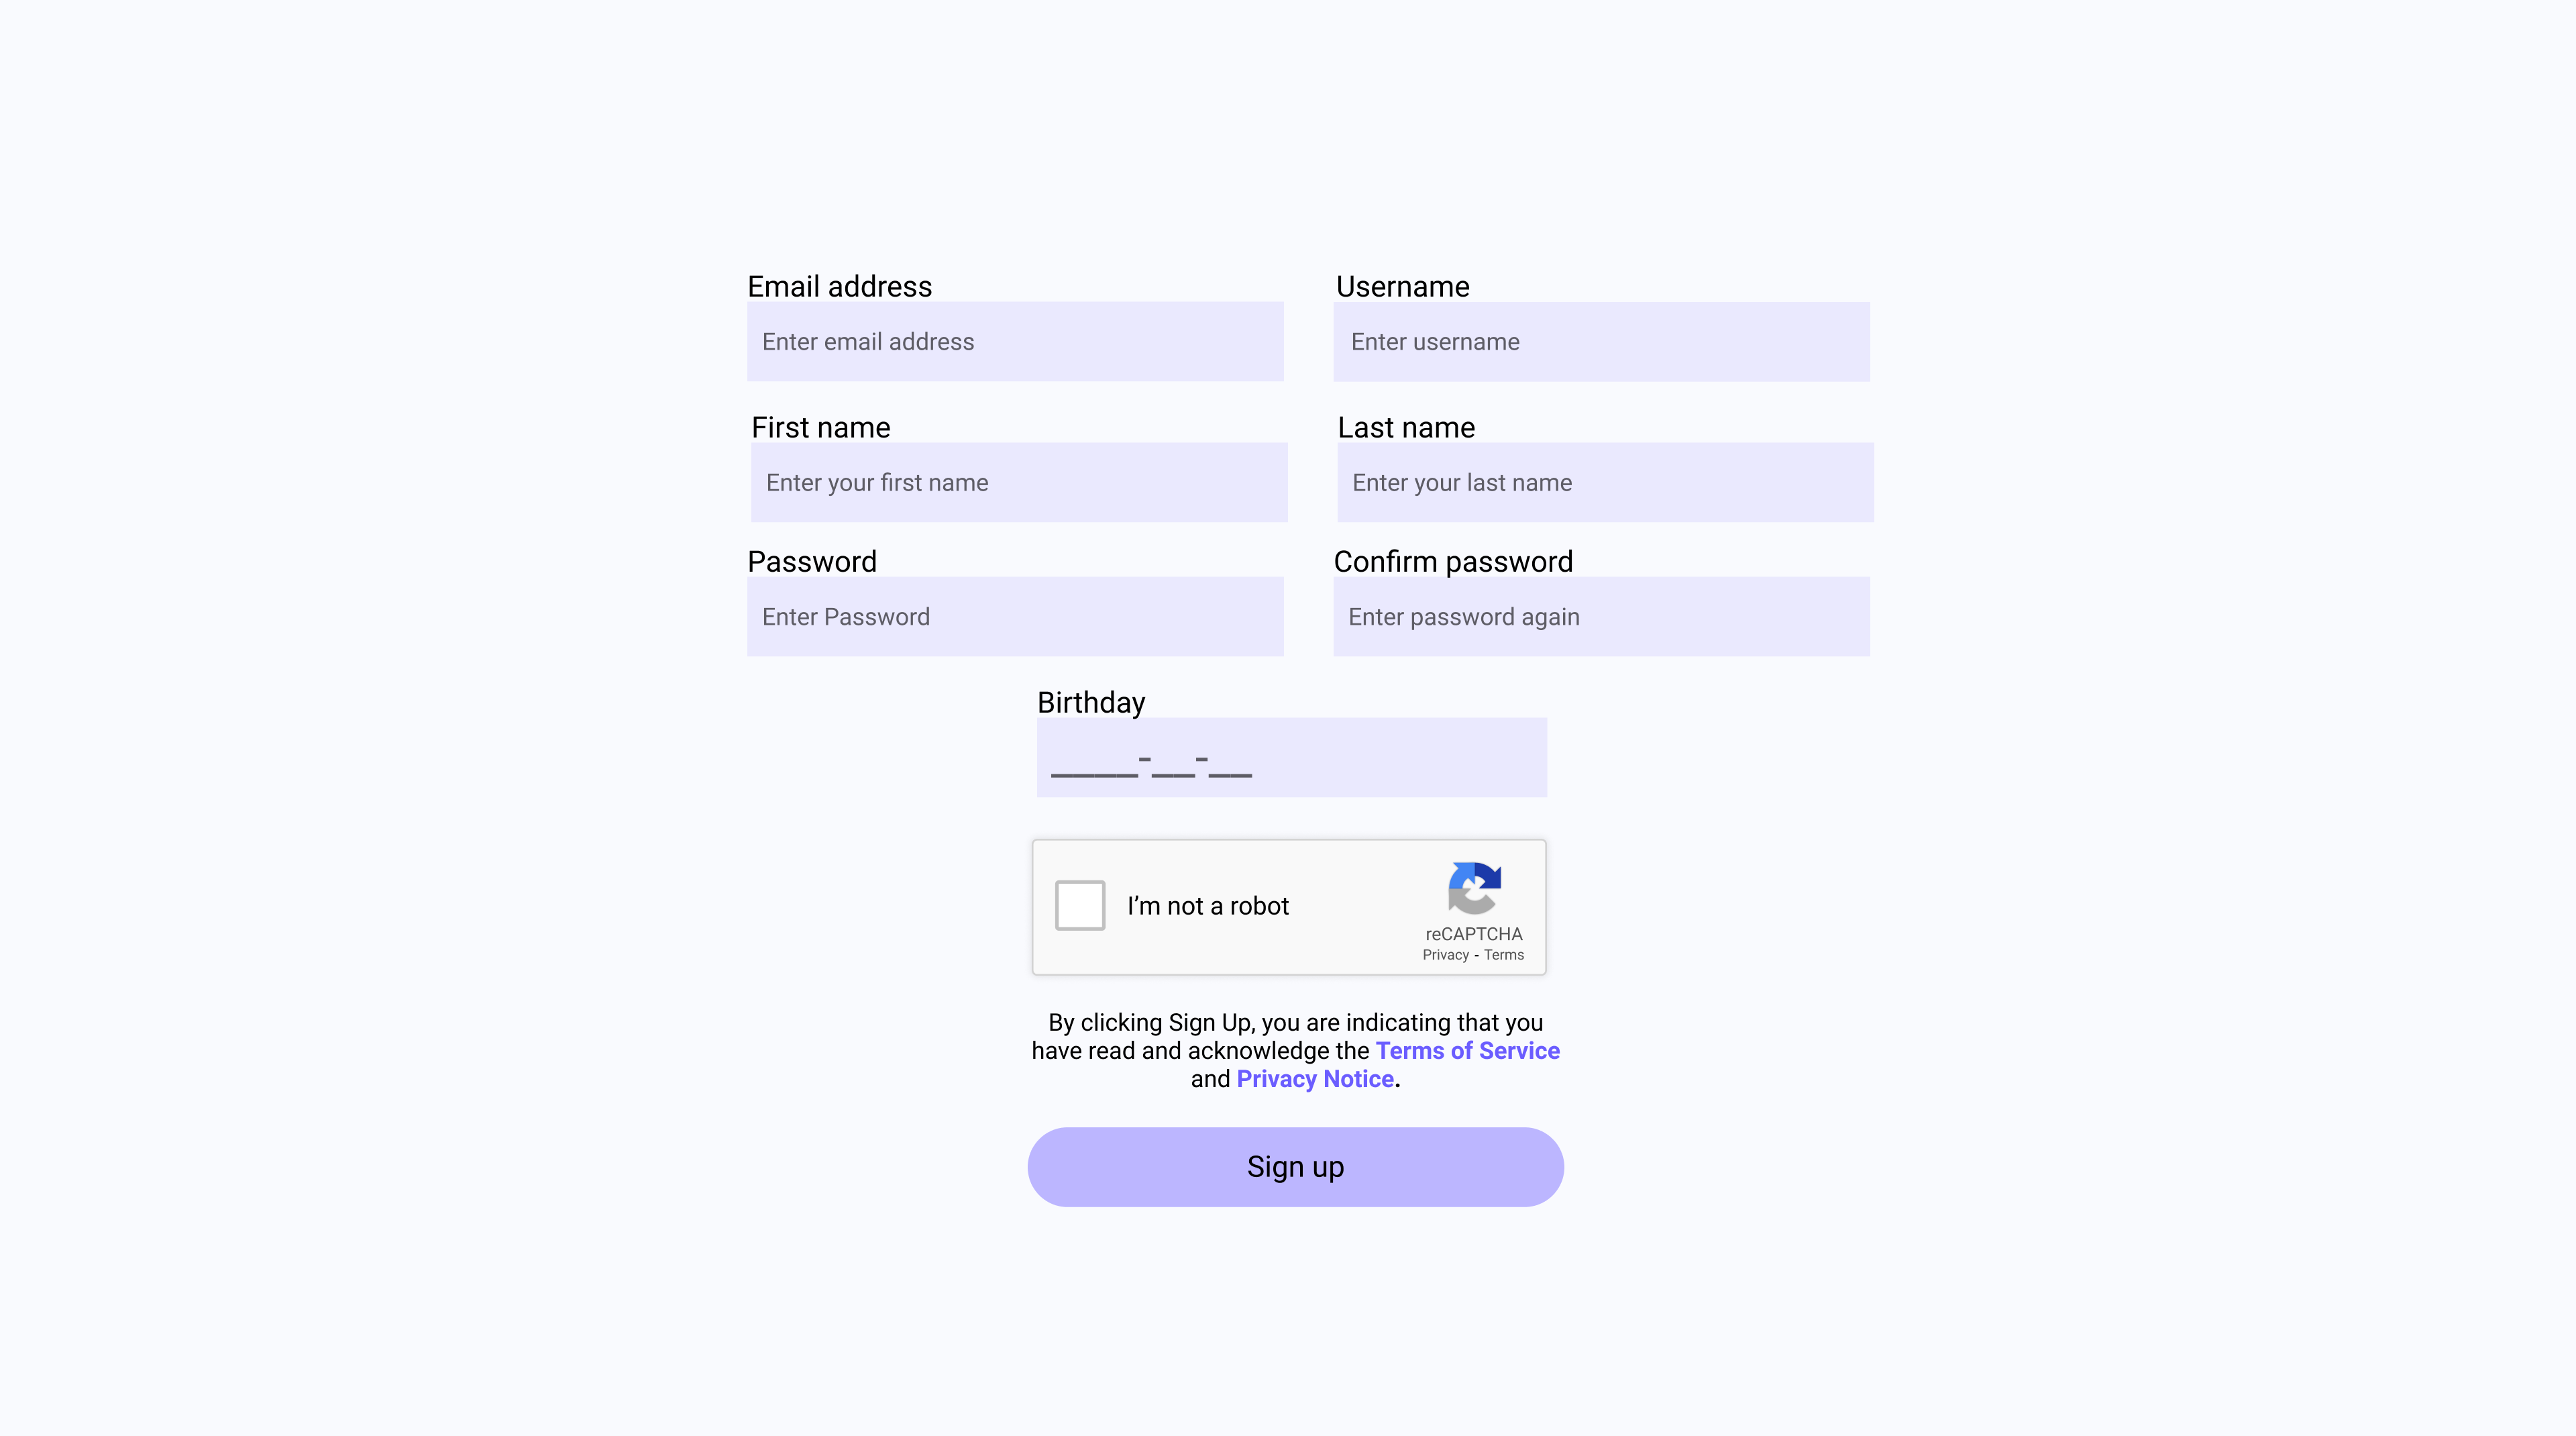 Email address
Username
Enter email address
Enter username
First name
Last name
Enter your first name
Enter your last name
Password
Confirm password
Enter Password
Enter password again
Birthday
____-__-__
I’m not a robot
reCAPTCHA
Privacy - Terms
By clicking Sign Up, you are indicating that you
have read and acknowledge the Terms of Service
and Privacy Notice.
Sign up